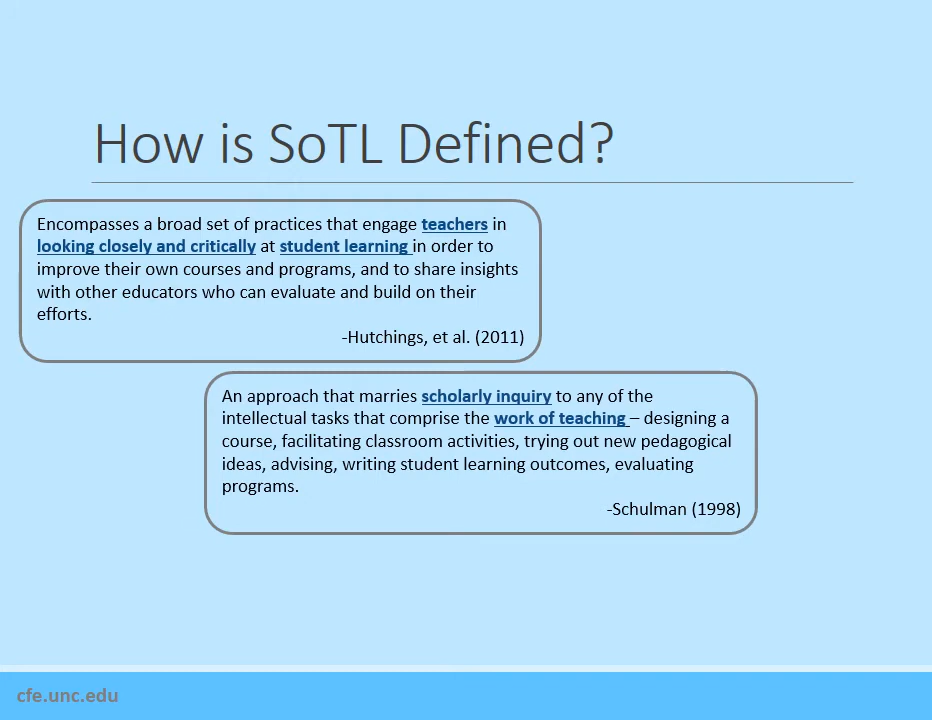 How is SoTL Defined?
Encompasses a broad set of practices that engage teachers in
looking closely and critically at student learning in order to
improve their own courses and programs, and to share insights
with other educators who can evaluate and build on their
efforts.
-Hutchings, et al. (2011)
An approach that marries scholarly inquiry to any of the
intellectual tasks that comprise the work of teaching – designing a
course, facilitating classroom activities, trying out new pedagogical
ideas, advising, writing student learning outcomes, evaluating
programs.
-Schulman (1998)
cfe.unc.edu